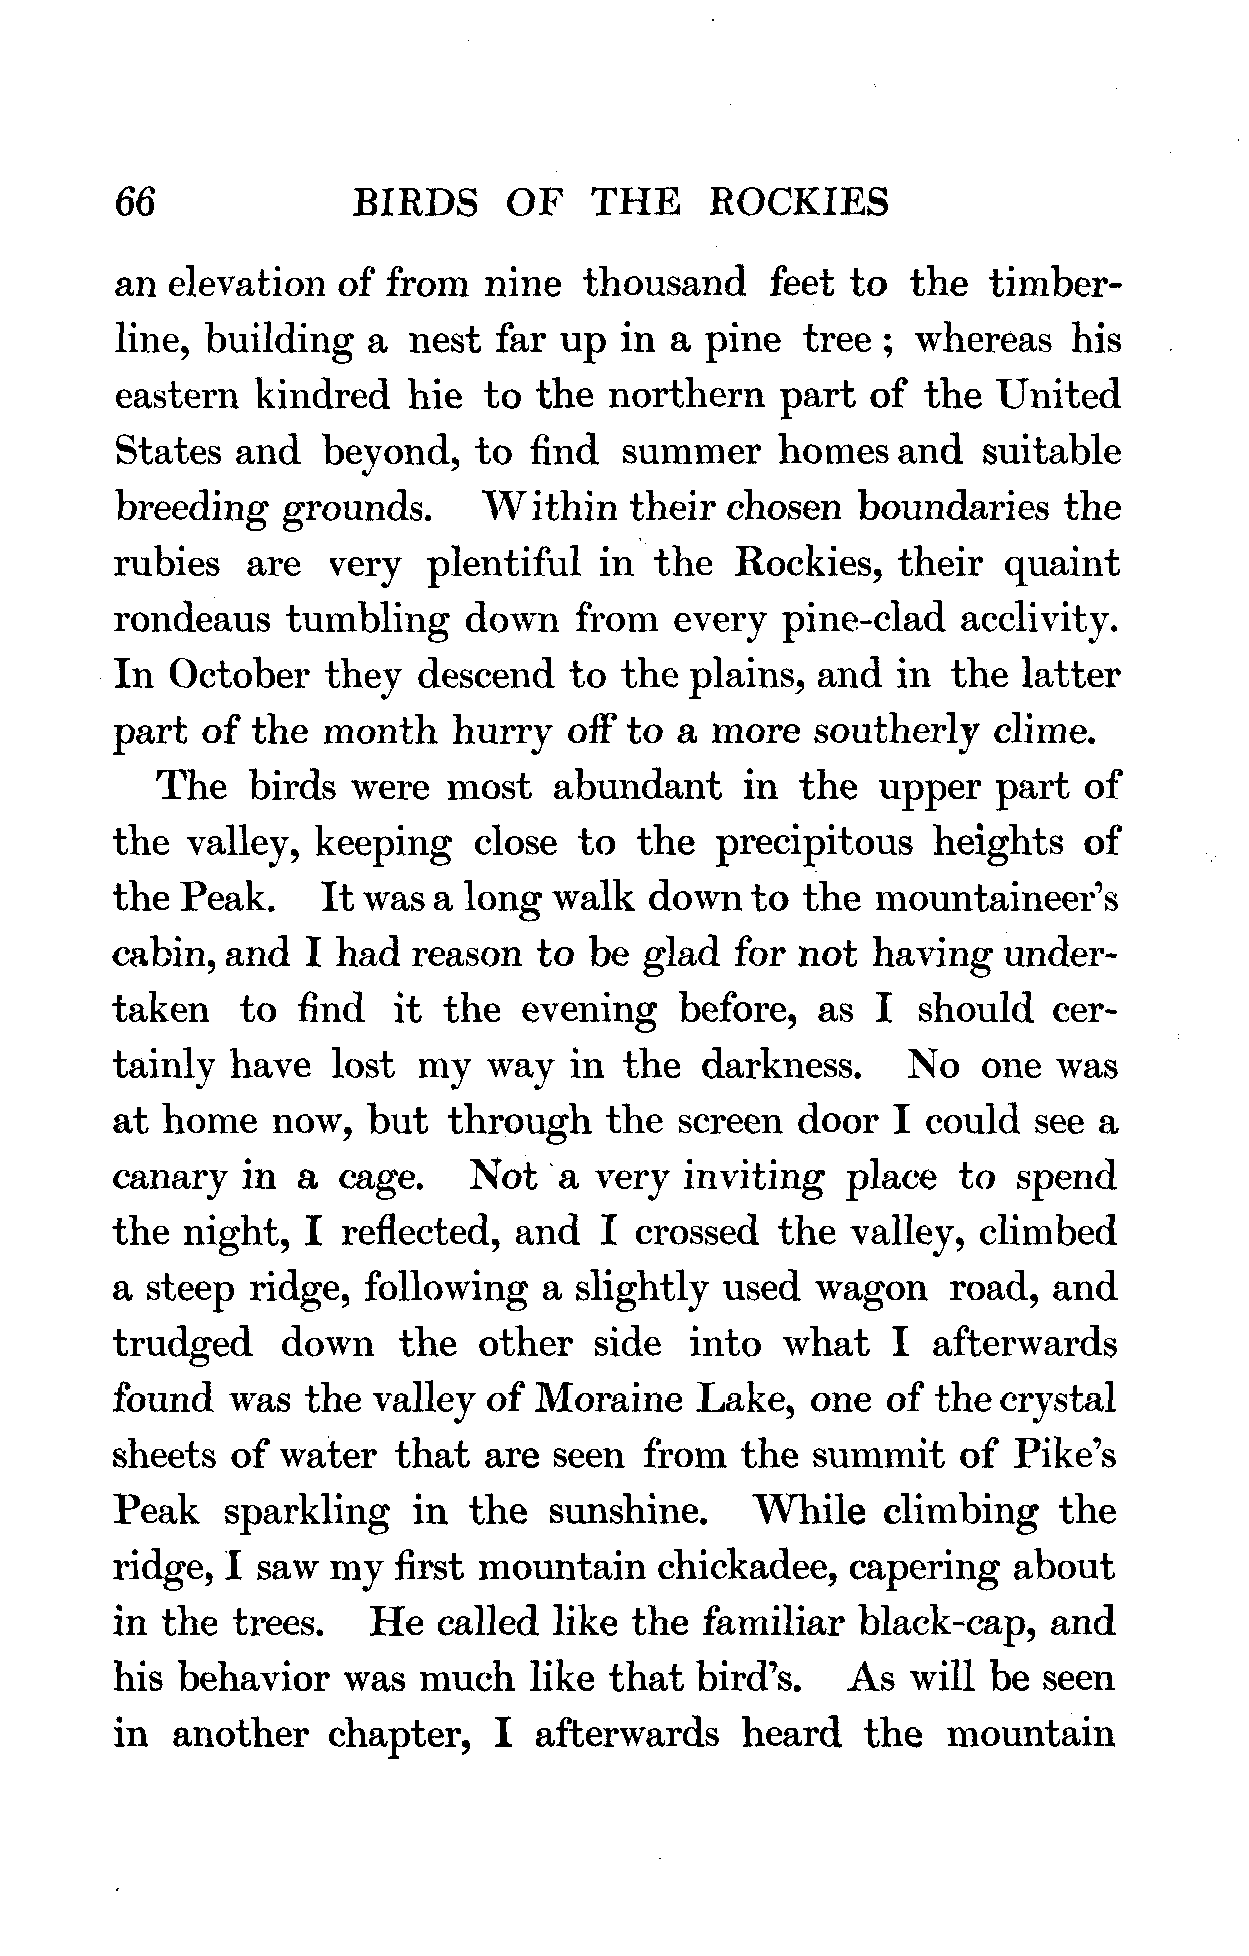 66 BIRDS OF THE ROCKIES
an elevation of from nine thousand feet to the timber-
line, building a nest far up in a pine tree ; whereas his
eastern kindred hie to the northern part of the United
States and beyond, to find summer homes and suitable
breeding grounds. Within their chosen boundaries the
rubies are very plentiful in the Rockies, their quaint
rondeaus tumbling down from every pine-clad acclivity.
In October they descend to the plains, and in the latter
part of the month hurry off to a more southerly clime.
The birds were most abundant in the upper part of
the valley, keeping close to the precipitous heights of
the Peak. It was a long walk down to the mountaineer's
cabin, and I had reason to be glad for not having under-
taken to find it the evening before, as I should cer-
tainly have lost my way in the darkness. No one was
at home now, but through the screen door I could see a
canary in a cage. Not a very inviting place to spend
the night, I reflected, and I crossed the valley, climbed
a steep ridge, following a slightly used wagon road, and
trudged down the other side into what I afterwards
found was the valley of Moraine Lake, one of the crystal
sheets of water that are seen from the summit of Pike's
Peak sparkling in the sunshine. While climbing the
ridge, I saw my first mountain chickadee, capering about
in the trees. He called like the familiar black-cap, and
his behavior was much like that bird's. As will be seen
in another chapter, I afterwards heard the mountain